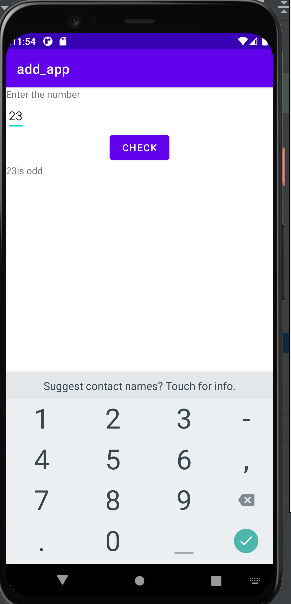 11:54
add_app
Enter the number
23
CHECK
23is odd
Suggest contact names? Touch for info.
1 2 3 -
4 5 6 ,
7 8 9
. 0 _